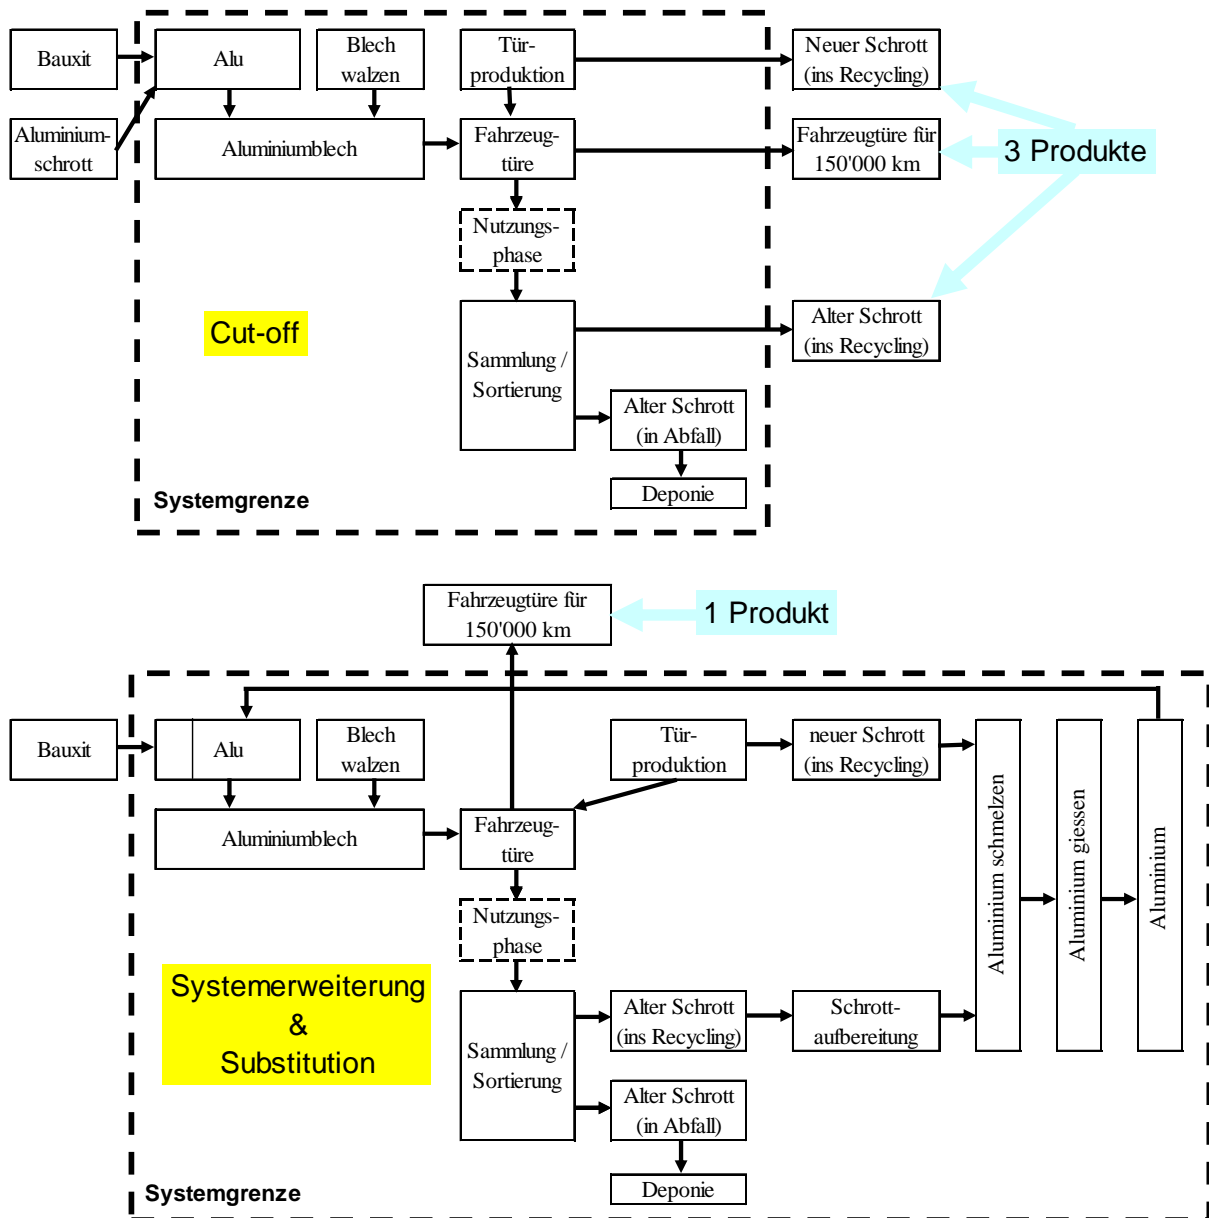 Bauxit
Alu
Blech
walzen
Tür-
produktion
Neuer Schrott
(ins Recycling)
Aluminium-
schrott
Aluminiumblech
Fahrzeug-
türe
Fahrzeugtüre für
150'000 km
3 Produkte
Nutzungs-
phase
Cut-off
Sammlung /
Sortierung
Alter Schrott
(ins Recycling)
Alter Schrott
(in Abfall)
Deponie
Systemgrenze
Fahrzeugtüre für
150'000 km
1 Produkt
Bauxit
Alu
Blech
walzen
Tür-
produktion
neuer Schrott
(ins Recycling)
Aluminiumblech
Fahrzeug-
türe
Aluminium schmelzen
Aluminium giessen
Aluminium
Nutzungs-
phase
Systemerweiterung
&
Substitution
Sammlung /
Sortierung
Alter Schrott
(ins Recycling)
Schrott-
aufbereitung
Alter Schrott
(in Abfall)
Deponie
Systemgrenze